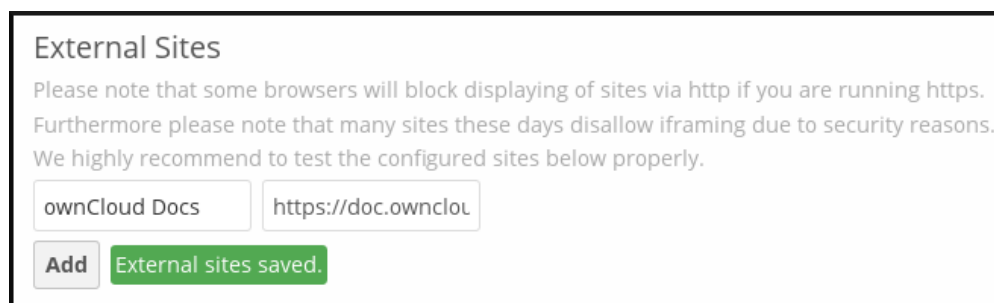 External Sites
Please note that some browsers will block displaying of sites via http if you are running https.
Furthermore please note that many sites these days disallow iframing due to security reasons.
We highly recommend to test the configured sites below properly.
ownCloud Docs https://doc.ownclou
Add External sites saved.